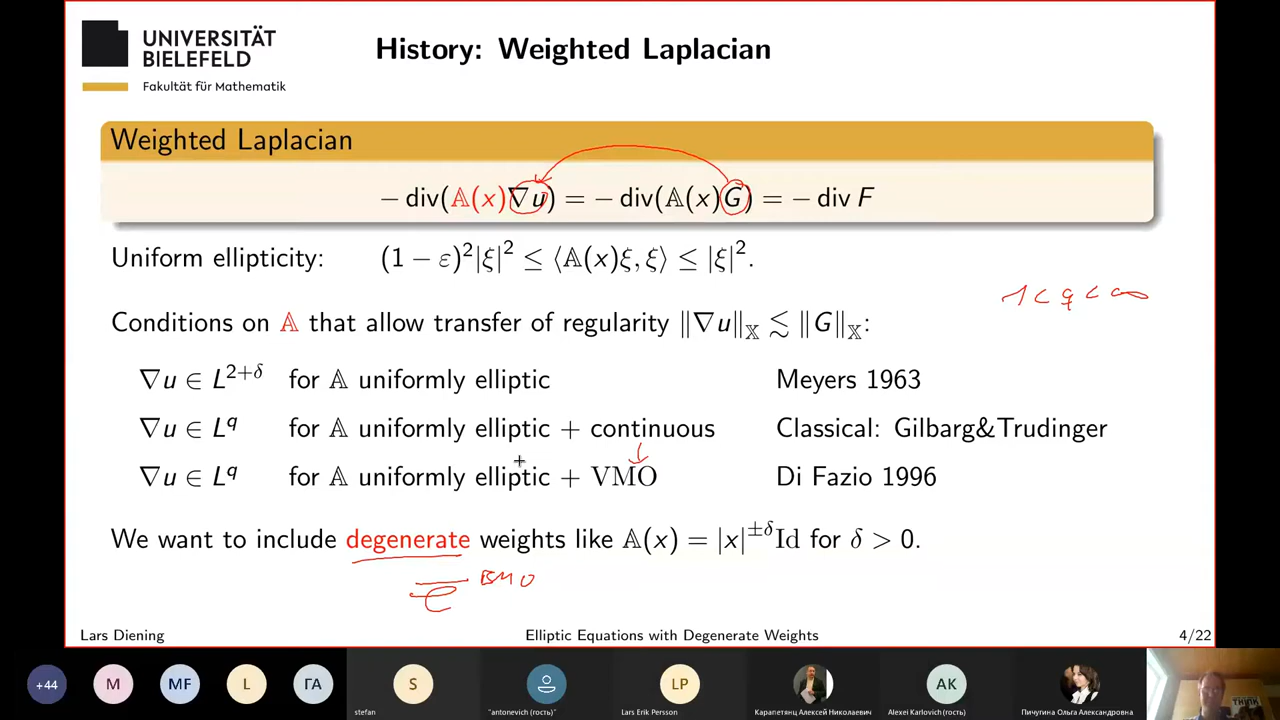 UNIVERSITÄT
BIELEFELD
Fakultät für Mathematik
History: Weighted Laplacian
Weighted Laplacian
− div(𝔸(x)∇u) = − div(𝔸(x)G) = − div F
Uniform ellipticity: (1 − ε)²|ξ|² ≤ ⟨𝔸(x)ξ, ξ⟩ ≤ |ξ|².
1 < q < ∞
Conditions on 𝔸 that allow transfer of regularity ‖∇u‖_𝕏 ≲ ‖G‖_𝕏:
∇u ∈ L^{2+δ} for 𝔸 uniformly elliptic Meyers 1963
∇u ∈ L^q for 𝔸 uniformly elliptic + continuous Classical: Gilbarg&Trudinger
∇u ∈ L^q for 𝔸 uniformly elliptic + VMO Di Fazio 1996
We want to include degenerate weights like 𝔸(x) = |x|^{±δ}Id for δ > 0.
BMO
Lars Diening Elliptic Equations with Degenerate Weights 4/22
+44 M MF L ГА S LP AK
stefan "antonevich (гость)" Lars Erik Persson Карапетянц Алексей Николаевич Alexei Karlovich (гость) Пичугина Ольга Александровна
THINK